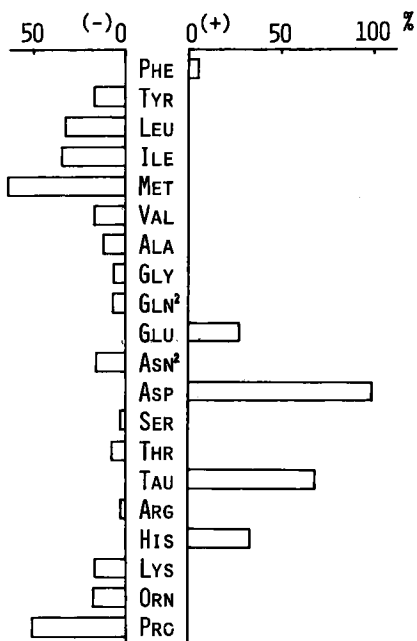 (-) (+) %
50 0 0 50 100
PHE
TYR
LEU
ILE
MET
VAL
ALA
GLY
GLN²
GLU
ASN²
ASP
SER
THR
TAU
ARG
HIS
LYS
ORN
PRO